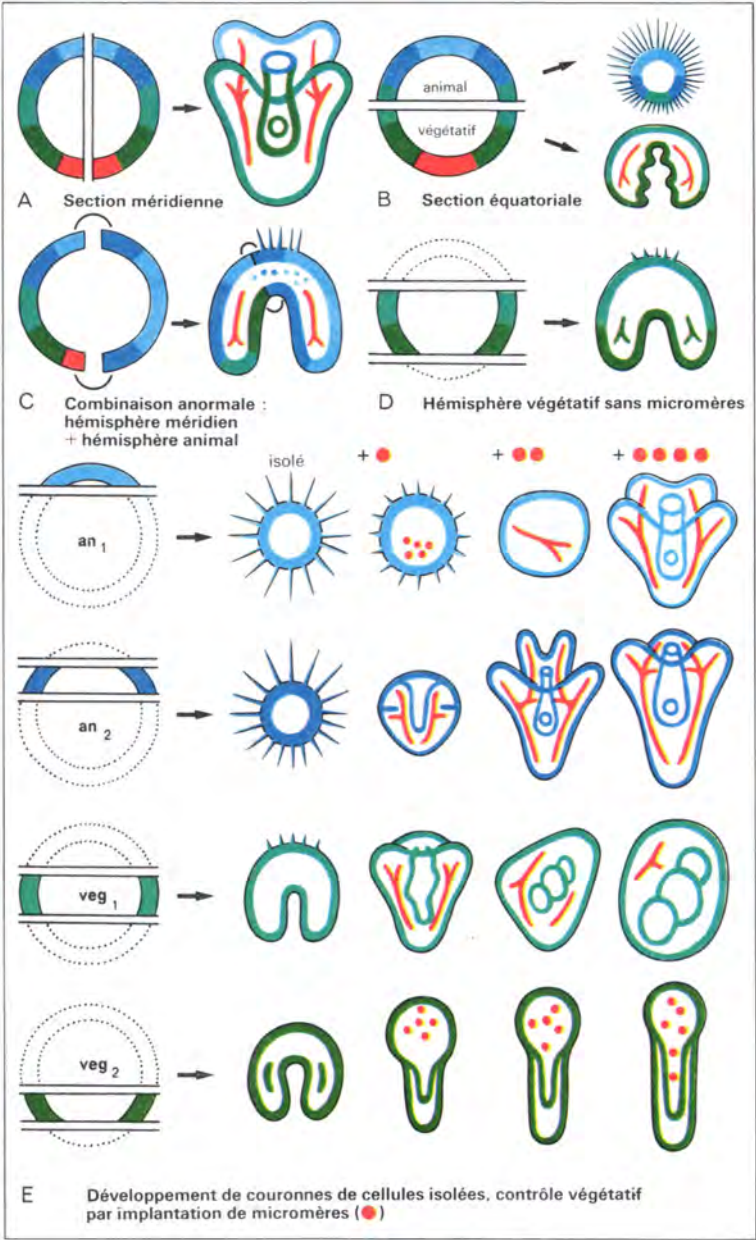 animal
végétatif
A Section méridienne
B Section équatoriale
C Combinaison anormale :
hémisphère méridien
+ hémisphère animal
D Hémisphère végétatif sans micromères
isolé
+
+
+
an 1
an 2
veg 1
veg 2
E Développement de couronnes de cellules isolées, contrôle végétatif
par implantation de micromères (●)